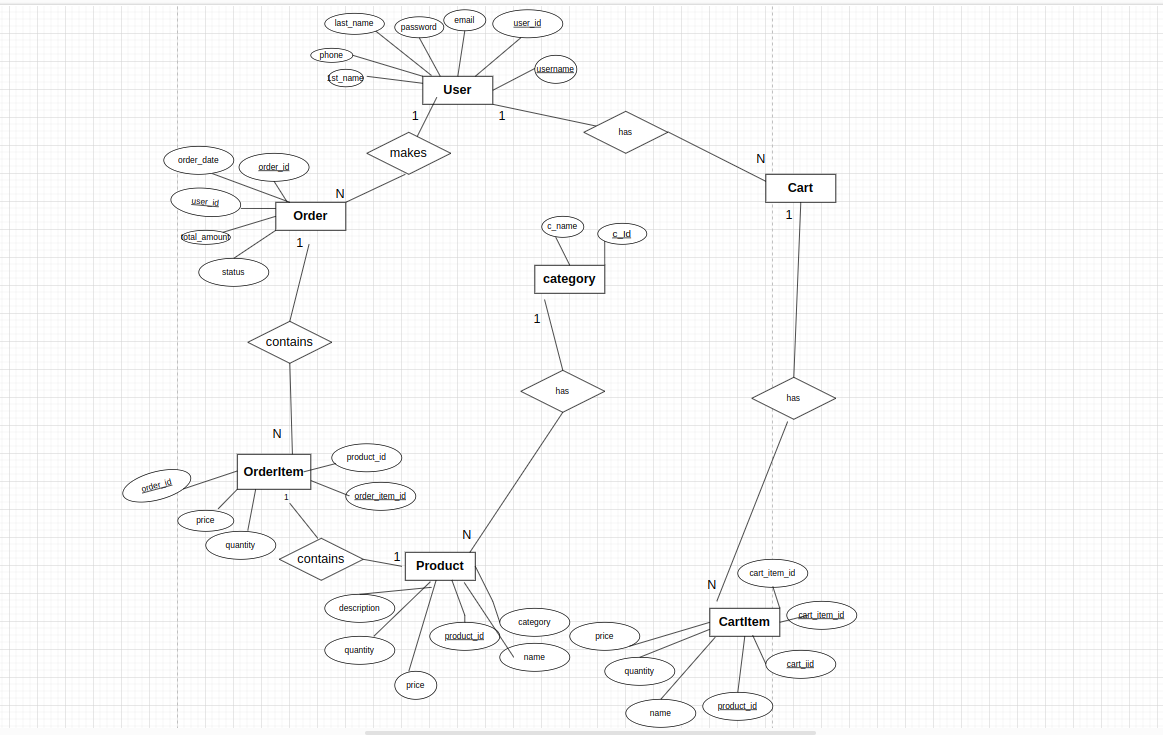 email
last_name
user_id
password
phone
username
1st_name
User
1
1
has
makes
N
order_date
order_id
Cart
N
user_id
Order
1
c_name
c_Id
total_amount
1
status
category
1
contains
has
has
N
product_id
OrderItem
order_id
order_item_id
1
price
N
quantity
1
contains
Product
cart_item_id
N
description
cart_item_id
category
CartItem
product_id
price
quantity
name
cart_iid
quantity
price
product_id
name